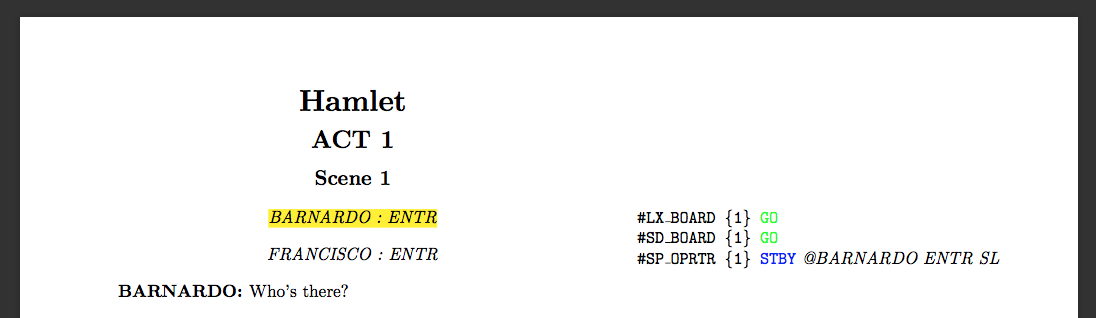 Hamlet
ACT 1
Scene 1
BARNARDO : ENTR
#LX_BOARD {1} GO
#SD_BOARD {1} GO
FRANCISCO : ENTR
#SP_OPRTR {1} STBY @BARNARDO ENTR SL
BARNARDO: Who's there?